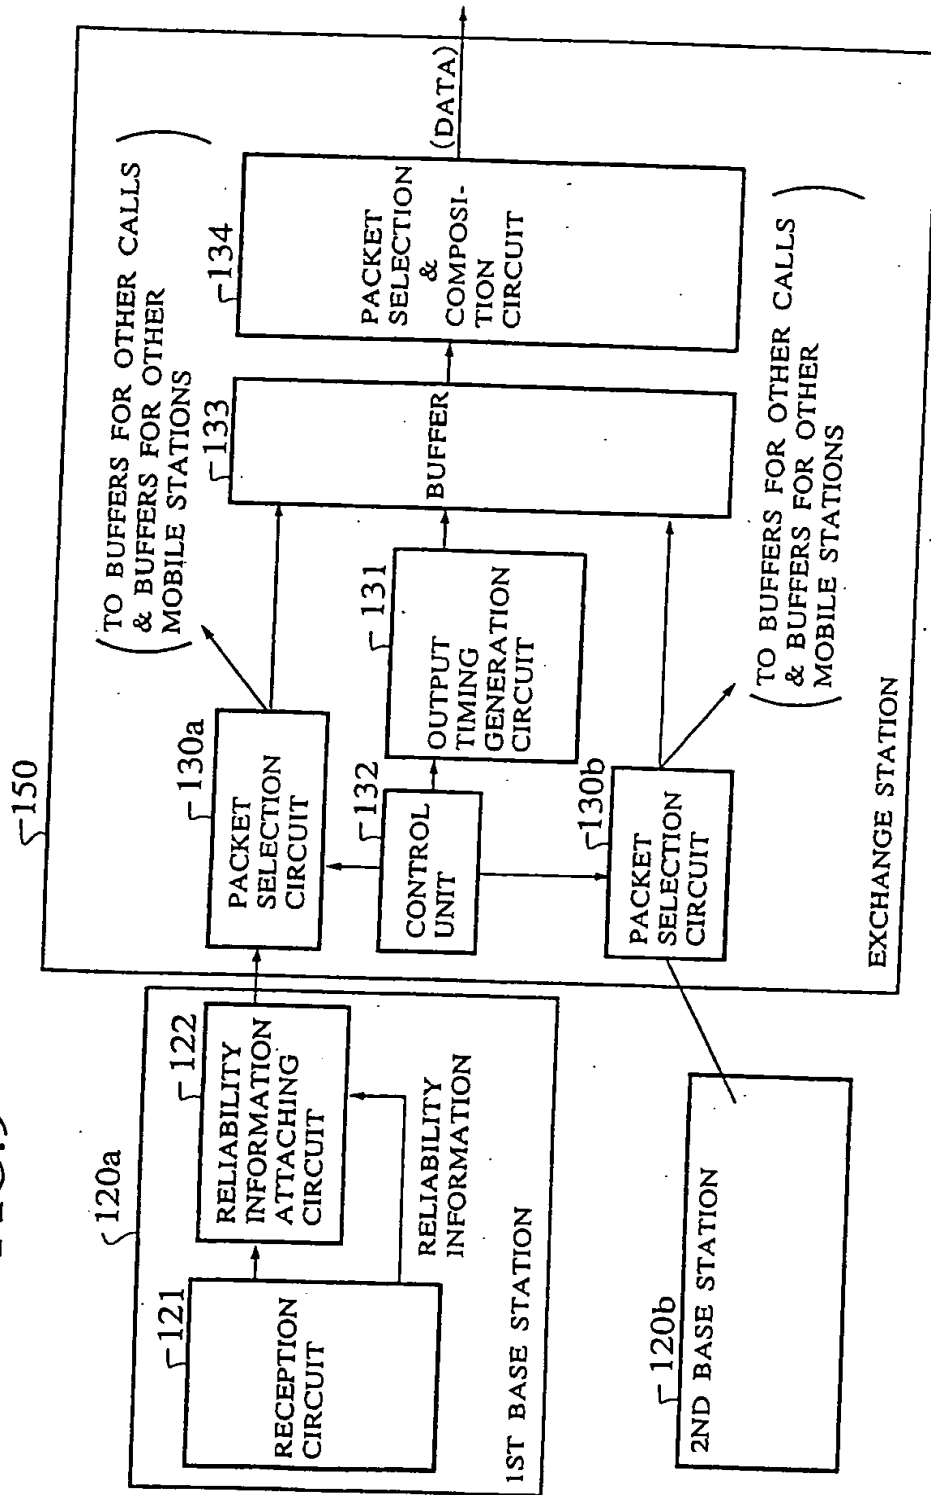 120a
121
RECEPTION
CIRCUIT
122
RELIABILITY
INFORMATION
ATTACHING
CIRCUIT
RELIABILITY
INFORMATION
1ST BASE STATION
120b
2ND BASE STATION
150
130a
PACKET
SELECTION
CIRCUIT
(TO BUFFERS FOR OTHER CALLS
& BUFFERS FOR OTHER
MOBILE STATIONS)
132
CONTROL
UNIT
131
OUTPUT
TIMING
GENERATION
CIRCUIT
130b
PACKET
SELECTION
CIRCUIT
(TO BUFFERS FOR OTHER CALLS
& BUFFERS FOR OTHER
MOBILE STATIONS)
133
BUFFER
134
PACKET
SELECTION
&
COMPOSI-
TION
CIRCUIT
(DATA)
EXCHANGE STATION